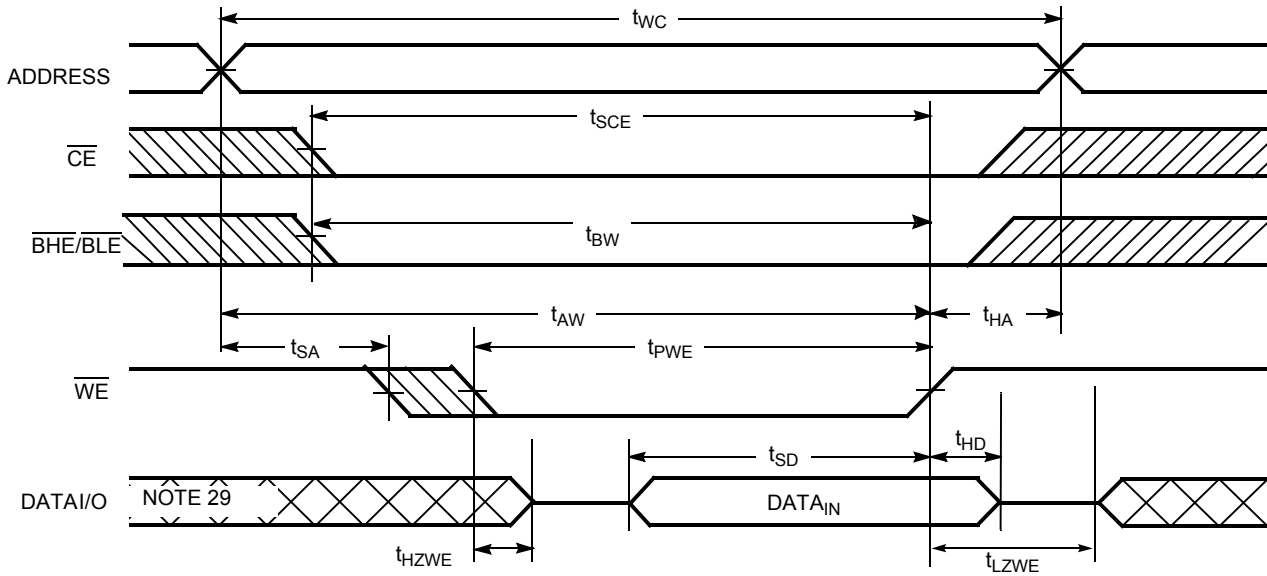 tWC
ADDRESS
tSCE
CE
tBW
BHE/BLE
tAW
tHA
tSA
tPWE
WE
tSD
tHD
DATAI/O
NOTE 29
DATAIN
tHZWE
tLZWE